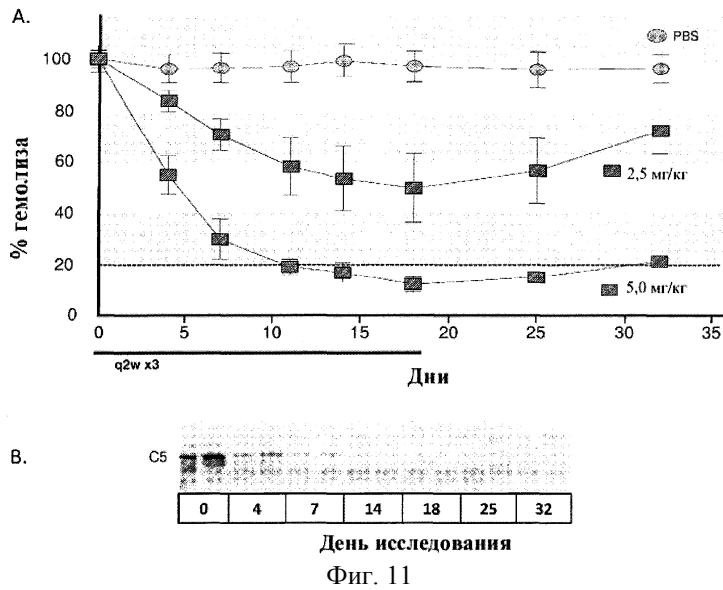 A.
PBS
100
80
60
40
20
0
% гемолиза
2,5 мг/кг
5,0 мг/кг
0 5 10 15 20 25 30 35
q2w x3
Дни
B.
C5
0 4 7 14 18 25 32
День исследования
Фиг. 11